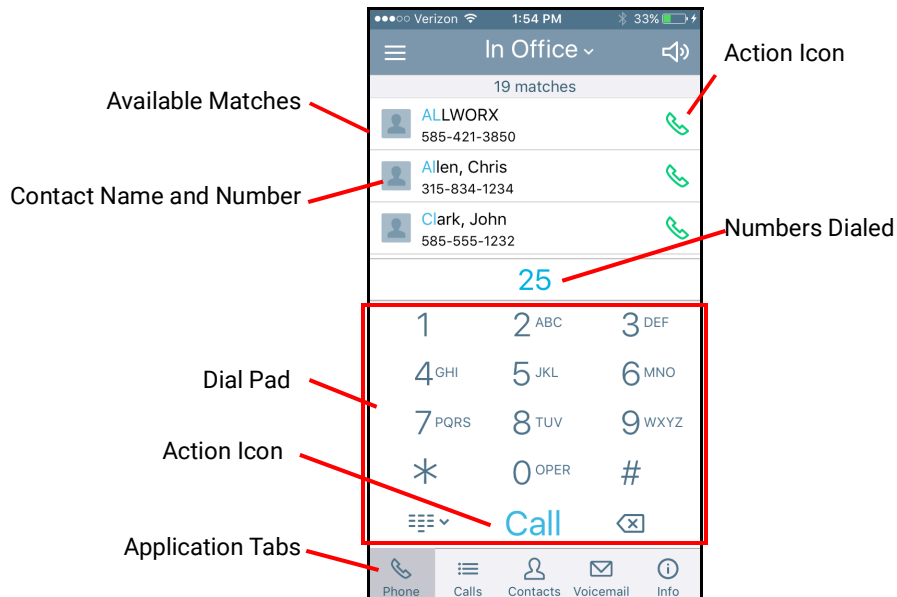 Verizon 1:54 PM 33%
In Office
Action Icon
19 matches
Available Matches
ALLWORX
585-421-3850
Allen, Chris
315-834-1234
Contact Name and Number
Clark, John
585-555-1232
Numbers Dialed
25
1 2 ABC 3 DEF
4 GHI 5 JKL 6 MNO
Dial Pad
7 PQRS 8 TUV 9 WXYZ
Action Icon
* 0 OPER #
Call
Application Tabs
Phone Calls Contacts Voicemail Info